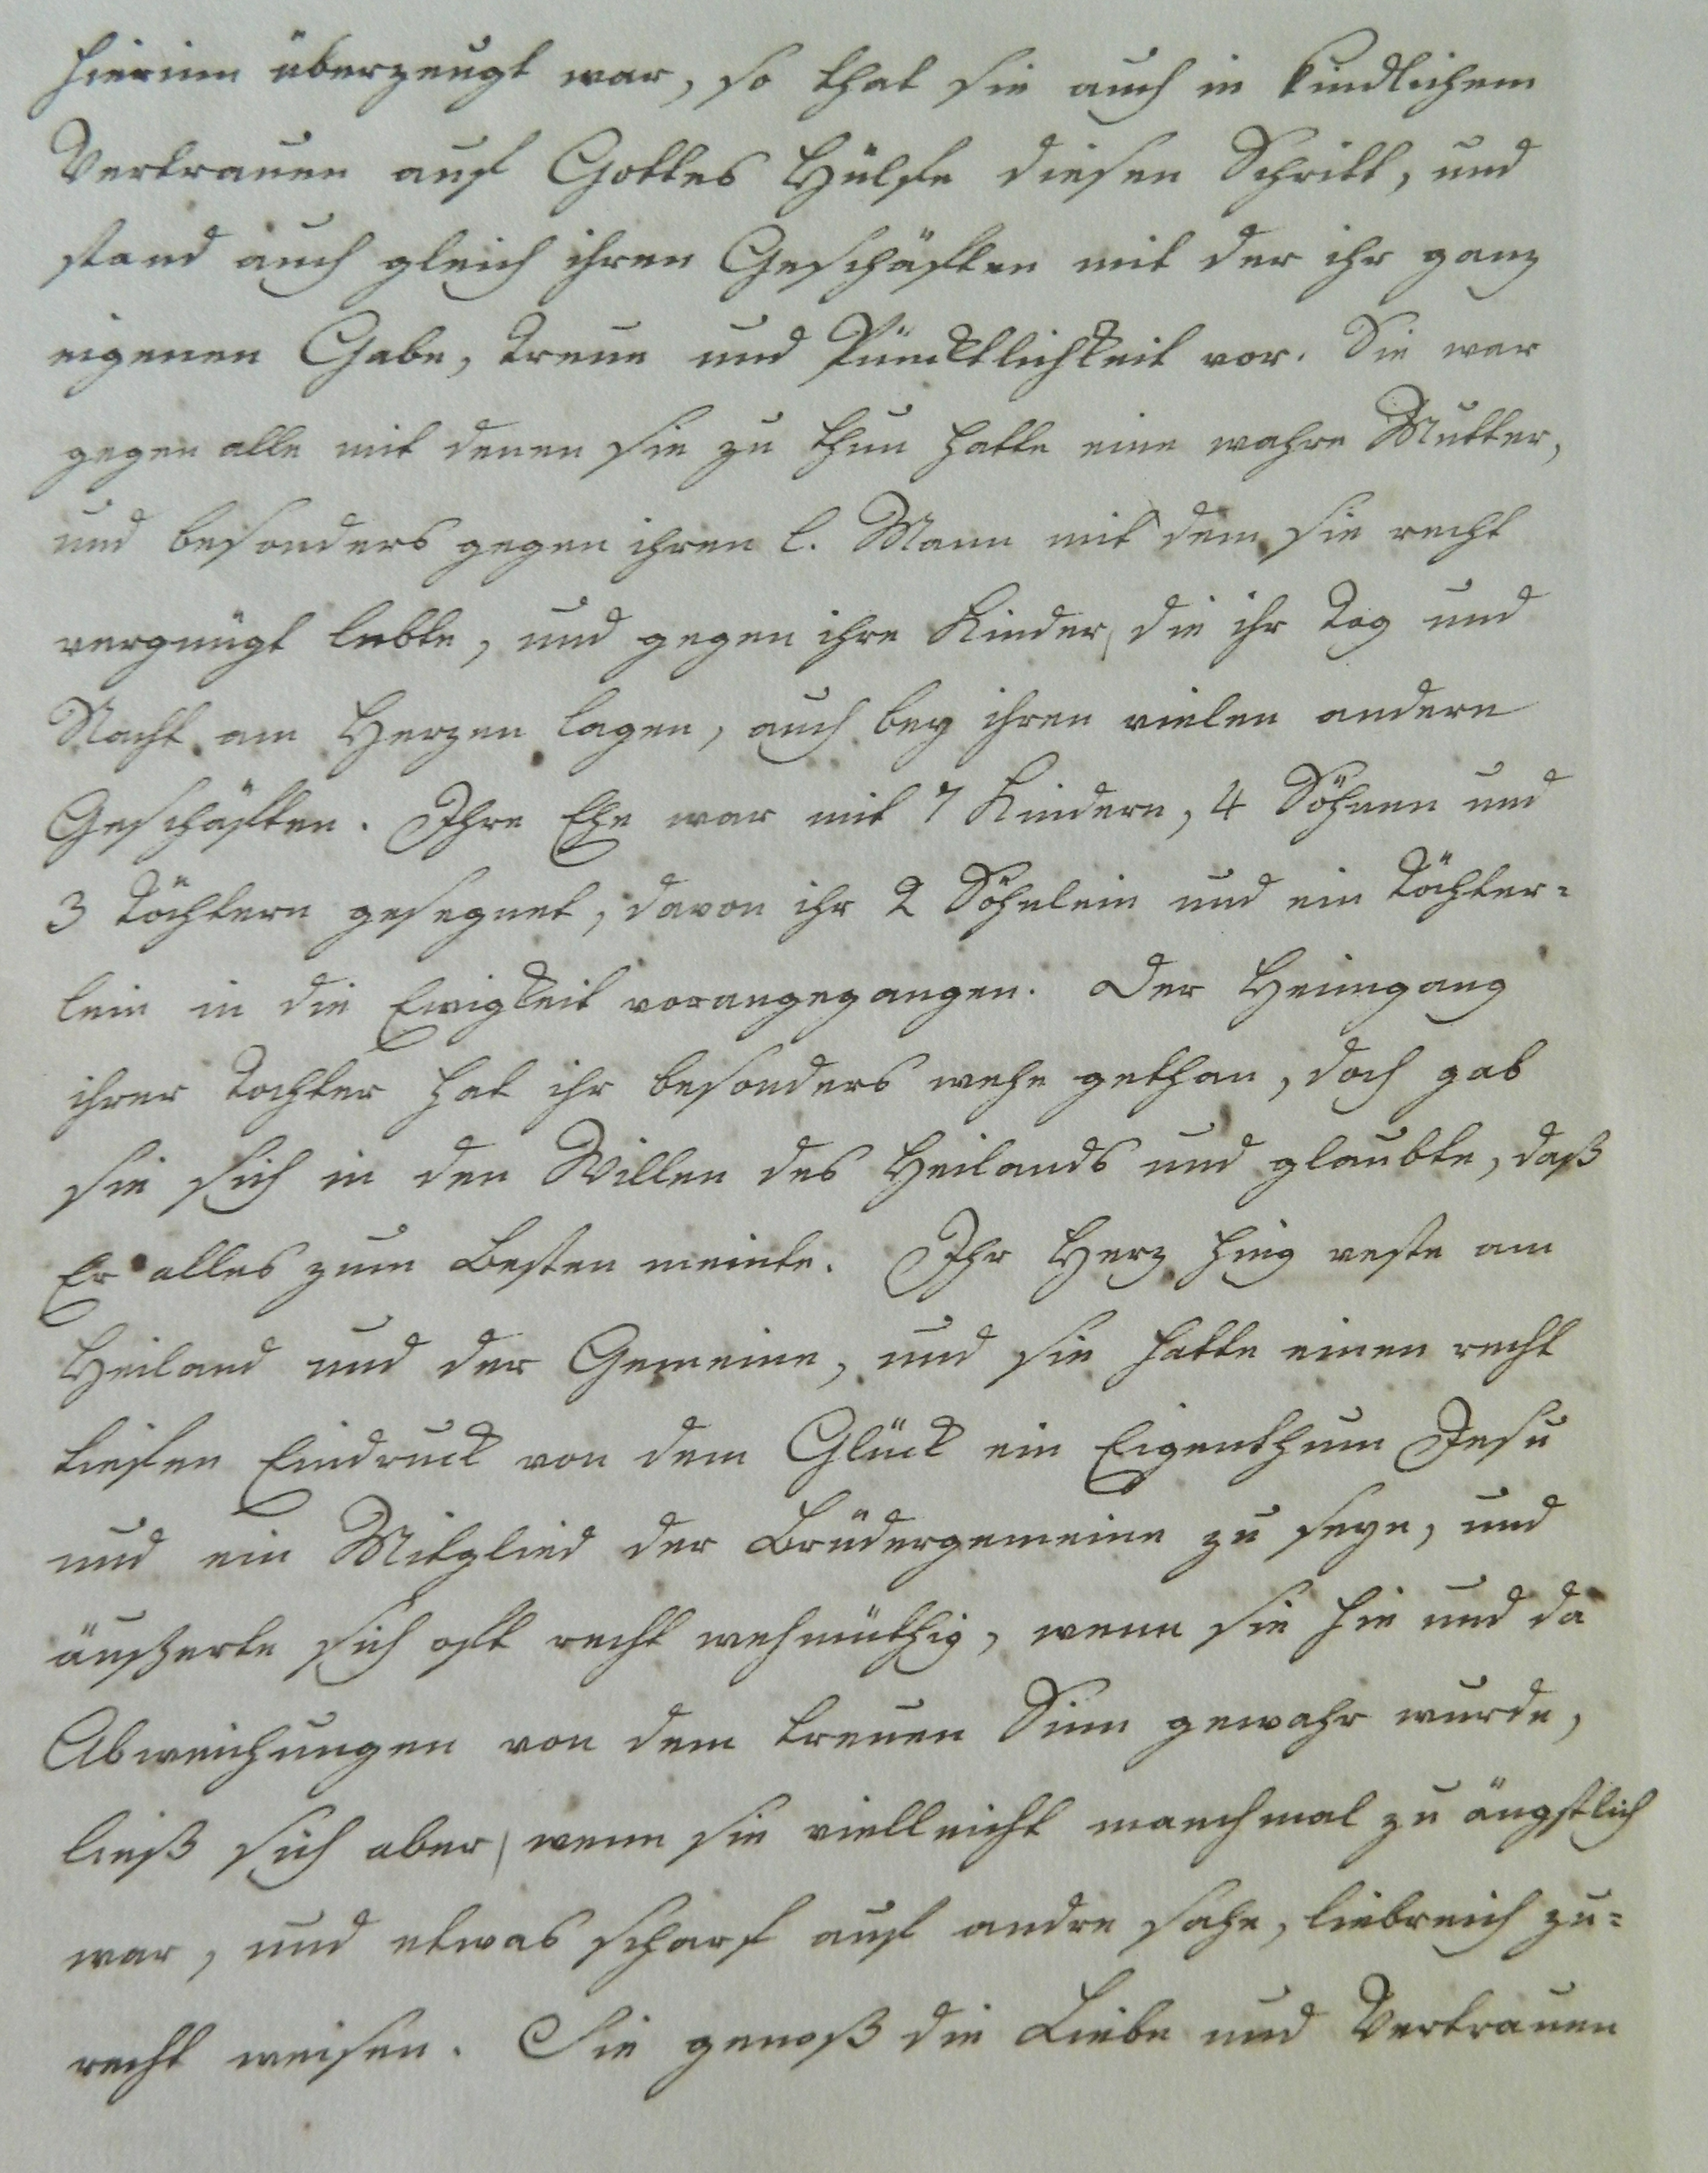 hierinn überzeugt war, so that sie auch in kindlichem
Vertrauen auf Gottes Hülfe diesen Schritt, und
stand auch gleich ihren Geschäften mit der ihr ganz
eigenen Gabe, Treue und Pünctlichkeit vor. Sie war
gegen alle mit denen sie zu thun hatte eine wahre Mutter,
und besonders gegen ihren l. Mann mit dem sie recht
vergnügt lebte, und gegen ihre Kinder, die ihr Tag und
Nacht am Herzen lagen, auch bey ihren vielen andern
Geschäften. Ihre Ehe war mit 7 Kindern, 4 Söhnen und
3 Töchtern gesegnet, davon ihr 2 Söhnlein und ein Töchter-
lein in die Ewigkeit vorangegangen. Der Heimgang
ihrer Tochter hat ihr besonders wehe gethan, doch gab
sie sich in den Willen des Heilands und glaubte, daß
Er alles zum Besten meinte. Ihr Herz hing veste am
Heiland und der Gemeine, und sie hatte einen recht
tiefen Eindruck von dem Glück ein Eigenthum Jesu
und ein Mitglied der Brüdergemeine zu seyn, und
äußerte sich oft recht wehmüthig, wenn sie hie und da
Abweichungen von dem treuen Sinn gewahr wurde,
ließ sich aber, wenn sie vielleicht manchmal zu ängstlich
war, und etwas scharf auf andre sahe, liebreich zu-
recht weisen. Sie genoß die Liebe und Vertrauen